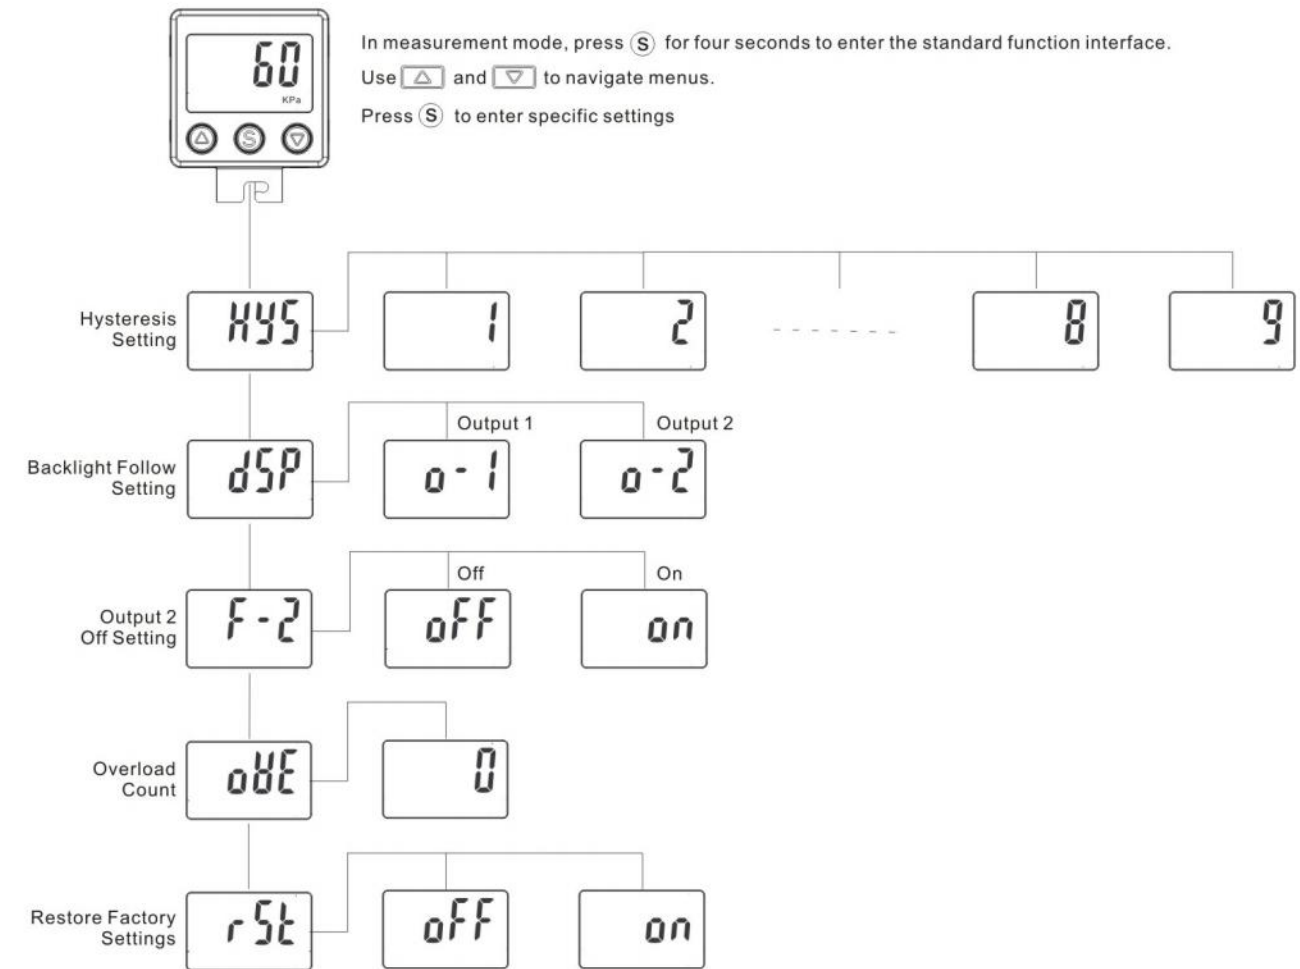 60
KPa
S
In measurement mode, press S for four seconds to enter the standard function interface.
Use and to navigate menus.
Press S to enter specific settings
Hysteresis
Setting
HYS
1
2
8
9
Backlight Follow
Setting
dSP
Output 1
o-1
Output 2
o-2
Output 2
Off Setting
F-2
Off
oFF
On
on
Overload
Count
oVE
0
Restore Factory
Settings
rSt
oFF
on